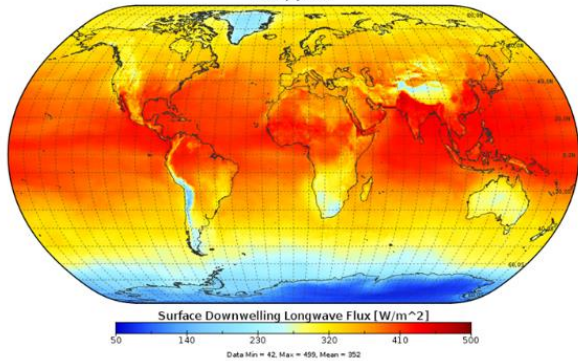 Surface Downwelling Longwave Flux [W/m^2]
50 140 230 320 410 500
Data Min = 42, Max = 499, Mean = 352